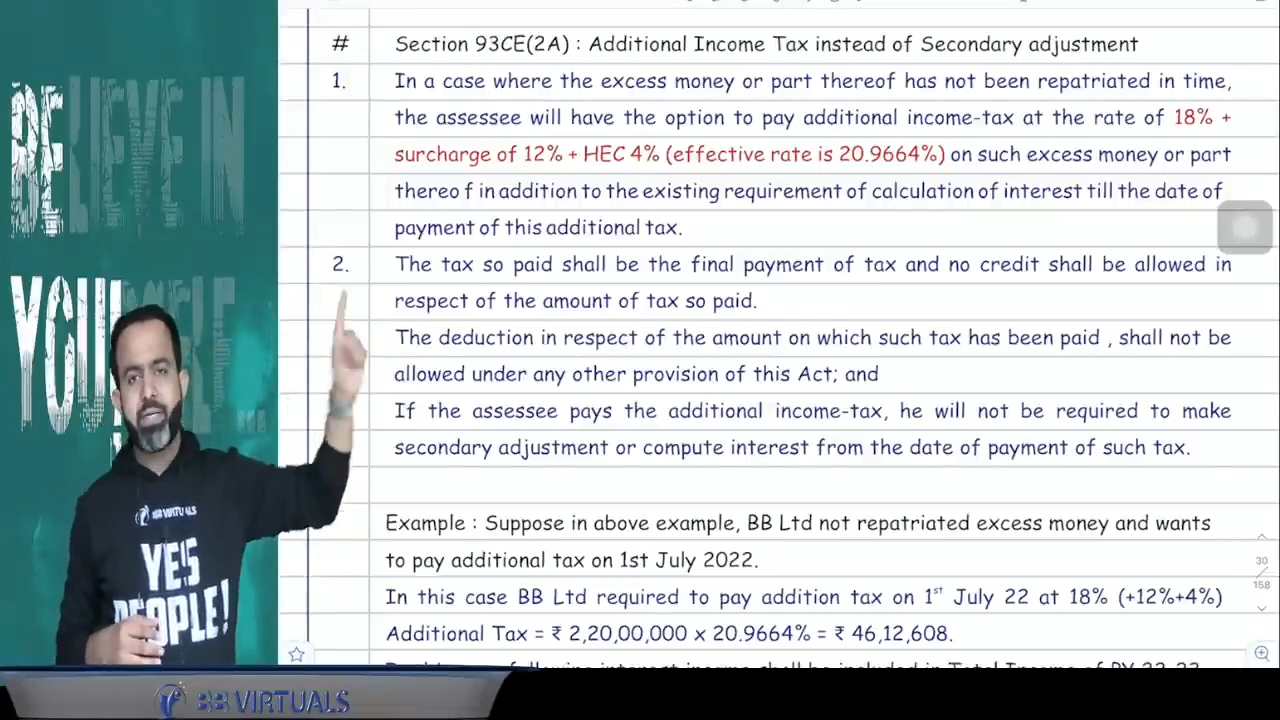 BELIEVE IN
YOURSELF
BB VIRTUALS
YES
PEOPLE!
# Section 93CE(2A) : Additional Income Tax instead of Secondary adjustment
1. In a case where the excess money or part thereof has not been repatriated in time,
the assessee will have the option to pay additional income-tax at the rate of 18% +
surcharge of 12% + HEC 4% (effective rate is 20.9664%) on such excess money or part
thereo f in addition to the existing requirement of calculation of interest till the date of
payment of this additional tax.
2. The tax so paid shall be the final payment of tax and no credit shall be allowed in
respect of the amount of tax so paid.
The deduction in respect of the amount on which such tax has been paid , shall not be
allowed under any other provision of this Act; and
If the assessee pays the additional income-tax, he will not be required to make
secondary adjustment or compute interest from the date of payment of such tax.
Example : Suppose in above example, BB Ltd not repatriated excess money and wants
to pay additional tax on 1st July 2022.
In this case BB Ltd required to pay addition tax on 1st July 22 at 18% (+12%+4%)
Additional Tax = ₹ 2,20,00,000 x 20.9664% = ₹ 46,12,608.
30
158
BB VIRTUALS